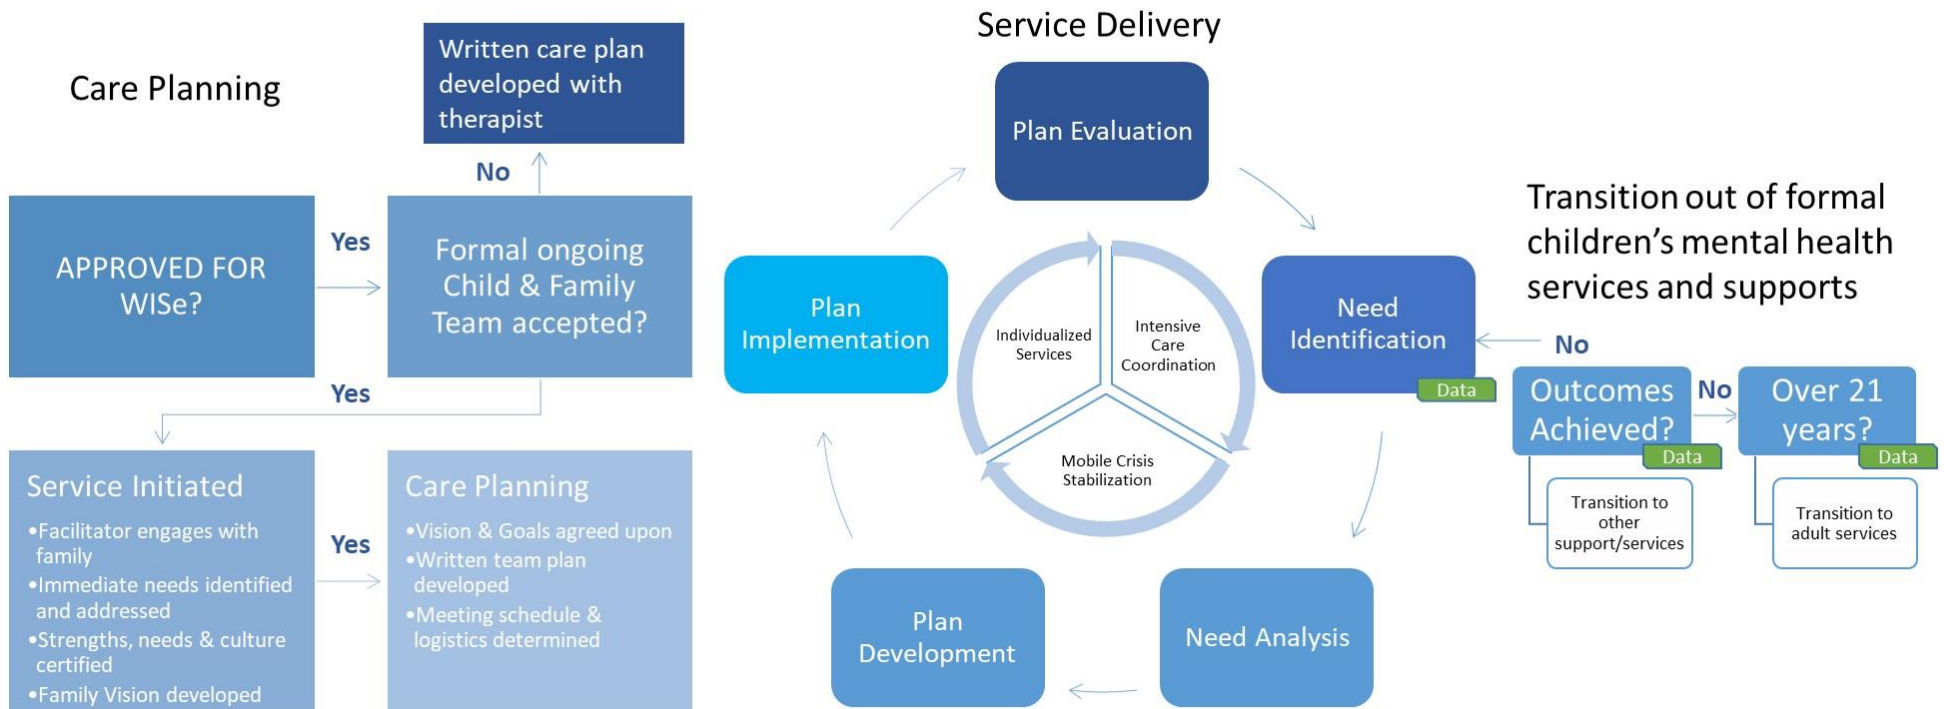 Care Planning
Written care plan
developed with
therapist
No
APPROVED FOR
WISe?
Yes
Formal ongoing
Child & Family
Team accepted?
Yes
Service Initiated
•Facilitator engages with
family
•Immediate needs identified
and addressed
•Strengths, needs & culture
certified
•Family Vision developed
Yes
Care Planning
•Vision & Goals agreed upon
•Written team plan
developed
•Meeting schedule &
logistics determined
Service Delivery
Plan Evaluation
Need
Identification
Data
Need Analysis
Plan
Development
Plan
Implementation
Individualized
Services
Intensive
Care
Coordination
Mobile Crisis
Stabilization
Transition out of formal
children’s mental health
services and supports
No
Outcomes
Achieved?
Data
No
Over 21
years?
Data
Transition to
other
support/services
Transition to
adult services